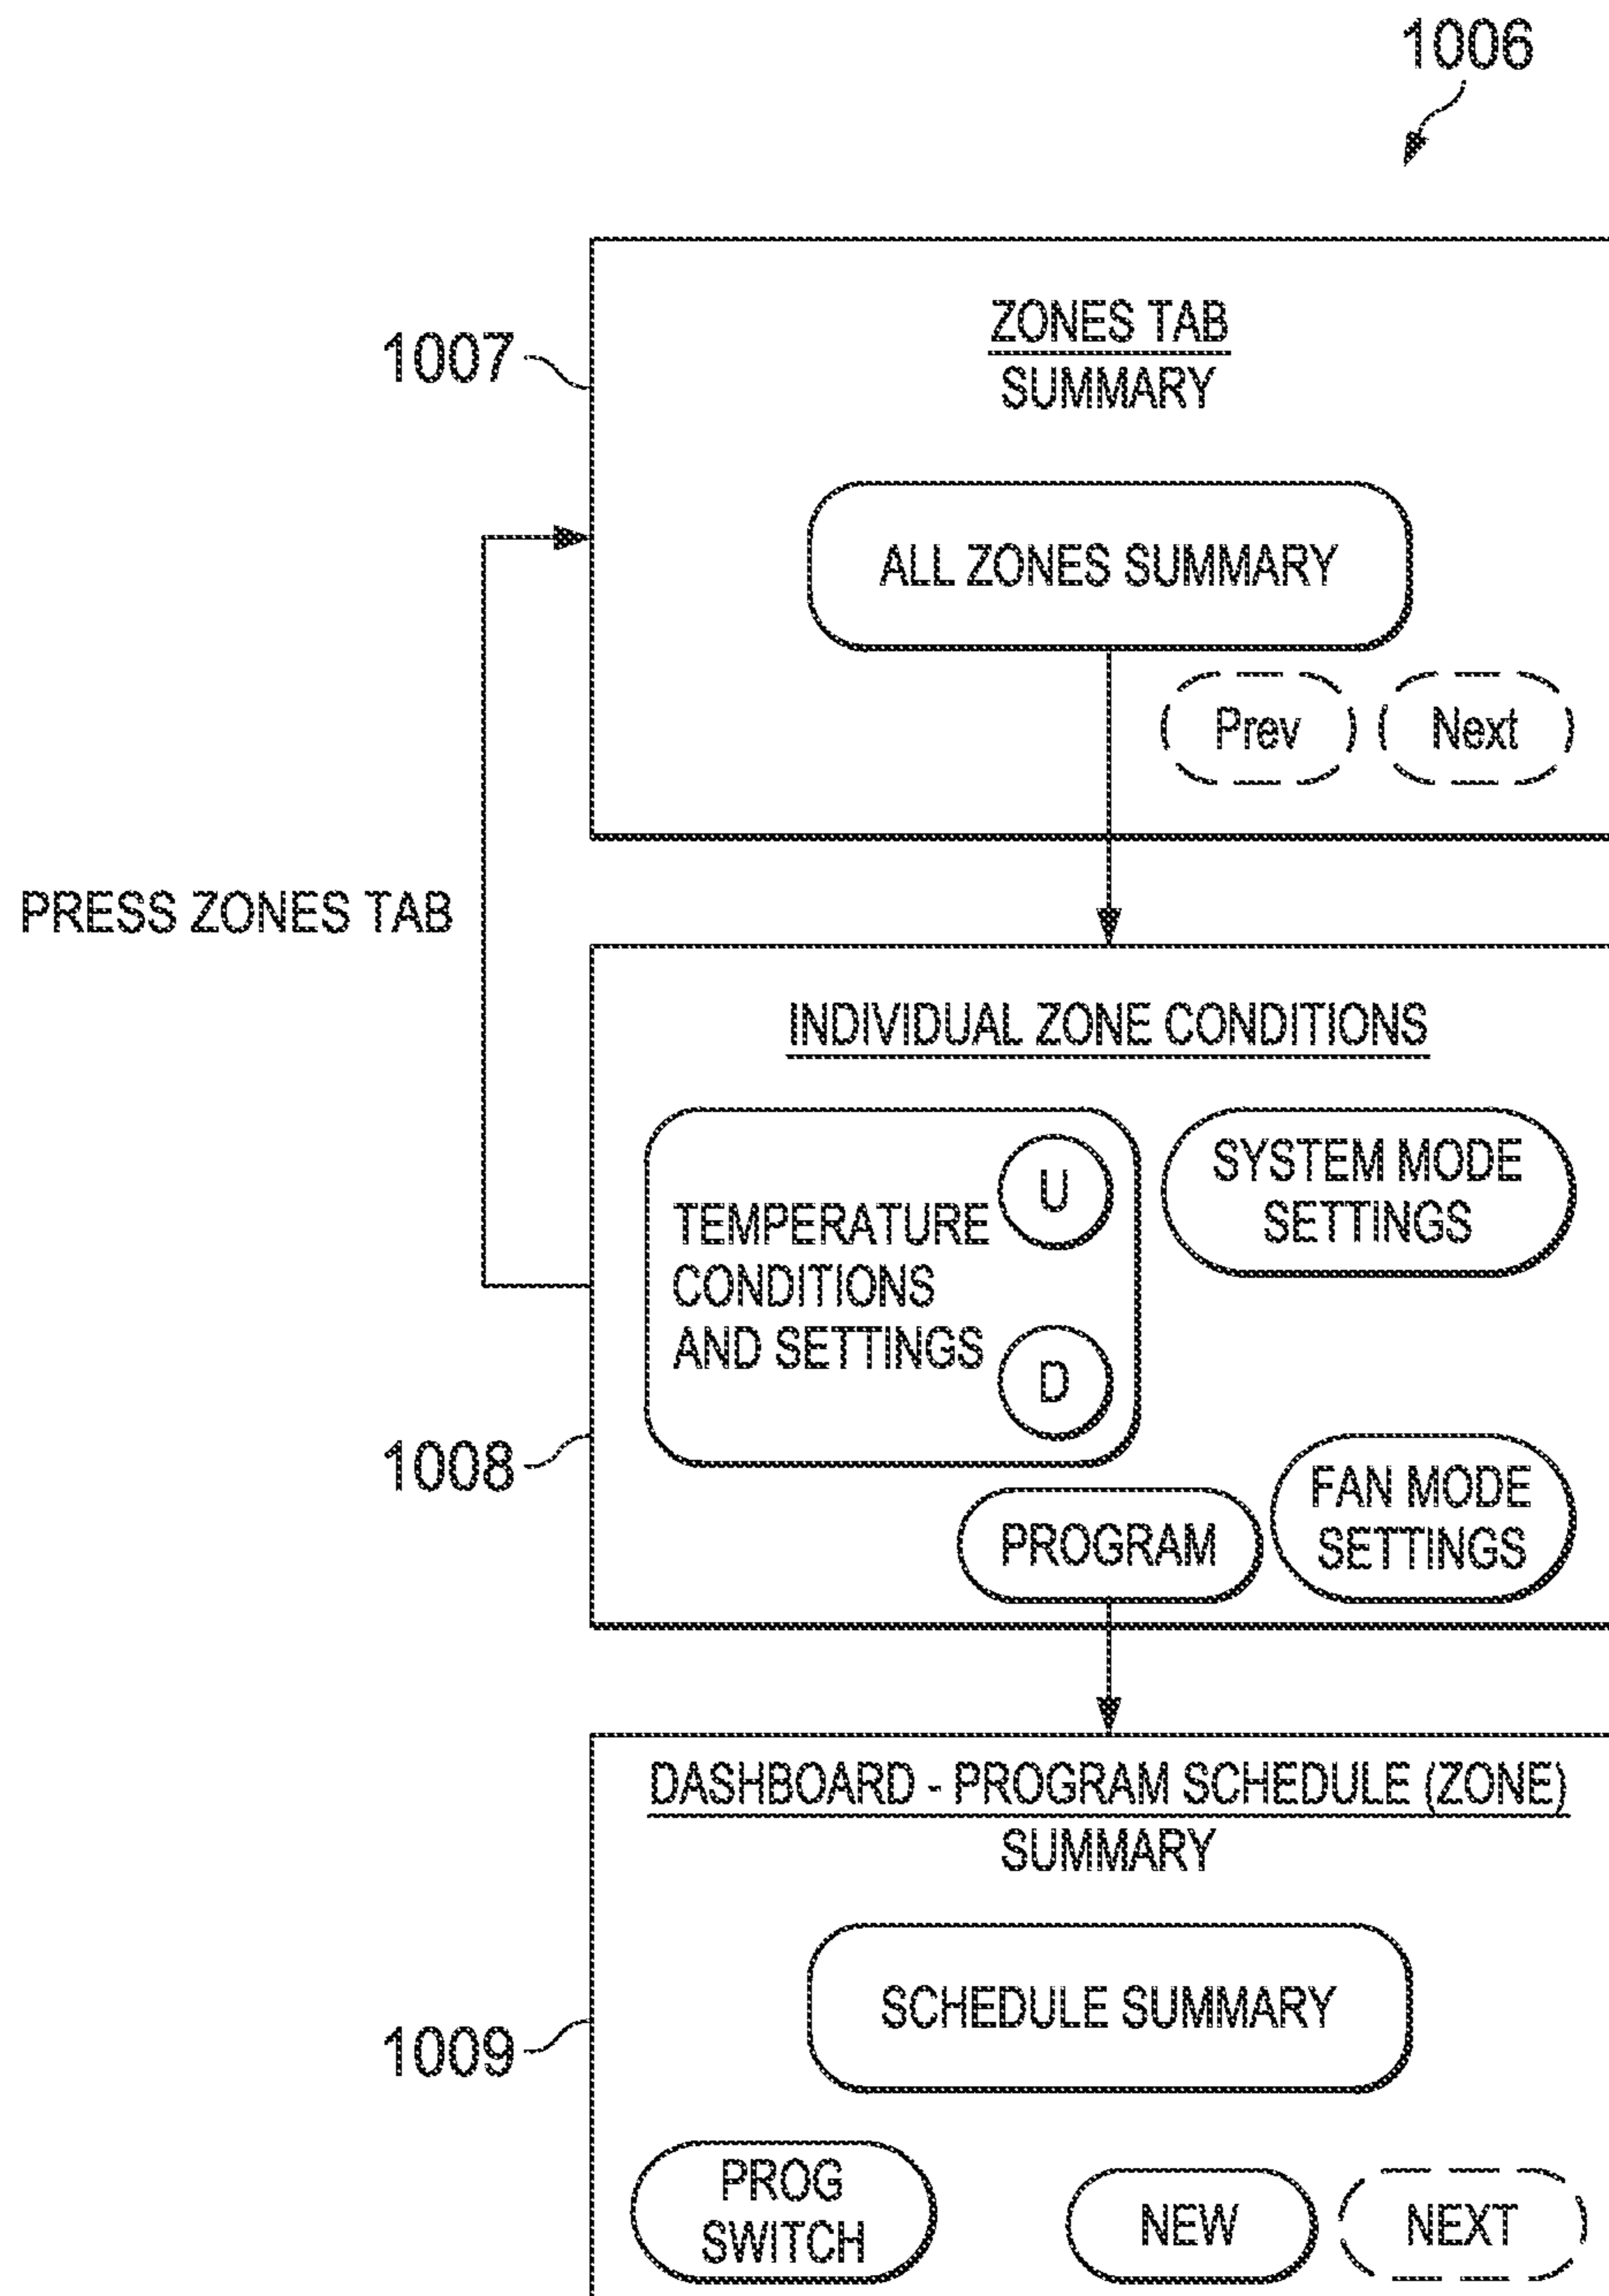 1006
ZONES TAB
SUMMARY
1007
ALL ZONES SUMMARY
Prev Next
PRESS ZONES TAB
INDIVIDUAL ZONE CONDITIONS
U
SYSTEM MODE
SETTINGS
TEMPERATURE
CONDITIONS
AND SETTINGS
D
1008
FAN MODE
SETTINGS
PROGRAM
DASHBOARD - PROGRAM SCHEDULE (ZONE)
SUMMARY
SCHEDULE SUMMARY
1009
PROG
SWITCH
NEW
NEXT